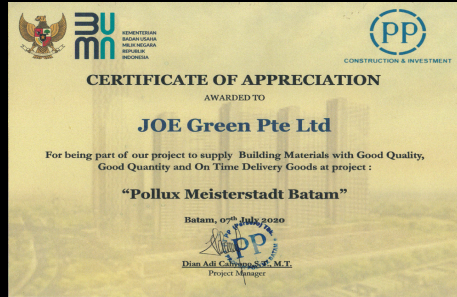 BUMN
KEMENTERIAN
BADAN USAHA
MILIK NEGARA
REPUBLIK
INDONESIA
PP
CONSTRUCTION & INVESTMENT
CERTIFICATE OF APPRECIATION
AWARDED TO
JOE Green Pte Ltd
For being part of our project to supply Building Materials with Good Quality,
Good Quantity and On Time Delivery Goods at project :
“Pollux Meisterstadt Batam”
Batam, 07th July 2020
PP
Dian Adi Cahyono S.T., M.T.
Project Manager